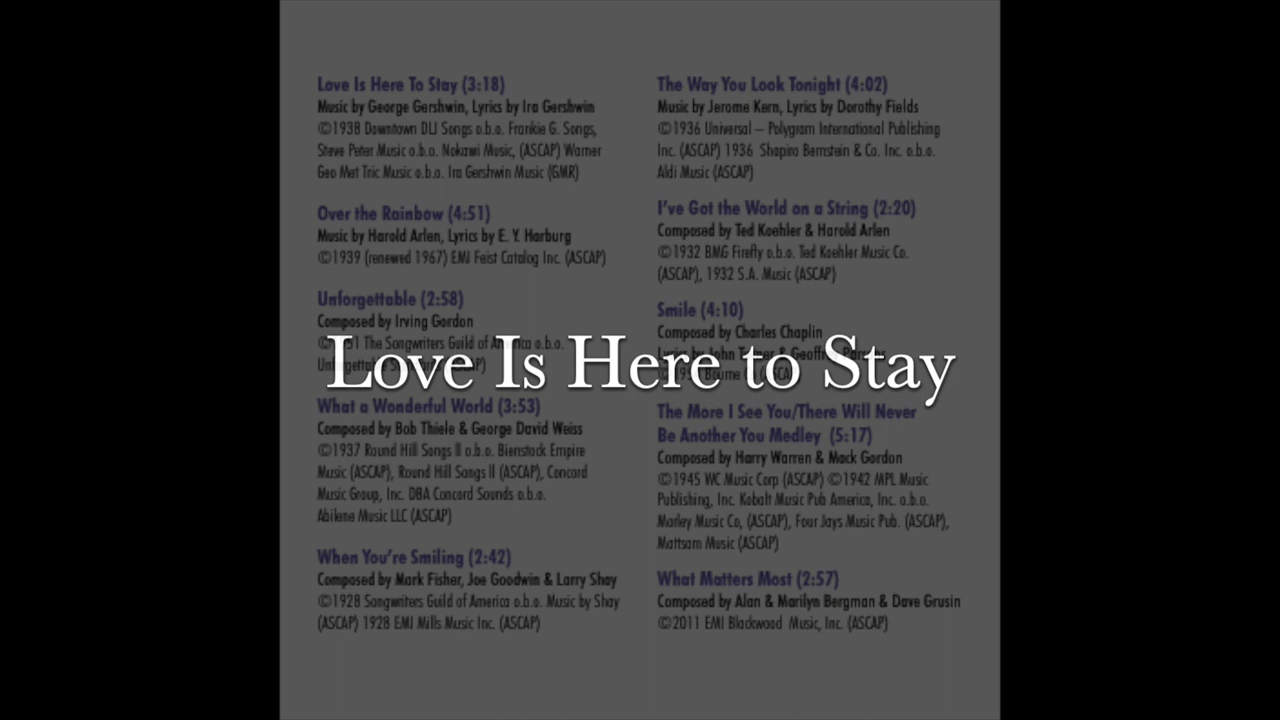 Love Is Here To Stay (3:18)
Music by George Gershwin, Lyrics by Ira Gershwin
©1938 Downtown DLJ Songs o.b.o. Frankie G. Songs,
Steve Peter Music o.b.o. Nokawi Music, (ASCAP) Warner
Geo Met Tric Music o.b.o. Ira Gershwin Music (GMR)
Over the Rainbow (4:51)
Music by Harold Arlen, Lyrics by E. Y. Harburg
©1939 (renewed 1967) EMI Feist Catalog Inc. (ASCAP)
Unforgettable (2:58)
Composed by Irving Gordon
The Songwriters Guild of America o.b.o.
What a Wonderful World (3:53)
Composed by Bob Thiele & George David Weiss
©1937 Round Hill Songs II o.b.o. Bienstock Empire
Music (ASCAP), Round Hill Songs II (ASCAP), Concord
Music Group, Inc. DBA Concord Sounds o.b.o.
Abilene Music LLC (ASCAP)
When You're Smiling (2:42)
Composed by Mark Fisher, Joe Goodwin & Larry Shay
©1928 Songwriters Guild of America o.b.o. Music by Shay
(ASCAP) 1928 EMI Mills Music Inc. (ASCAP)
The Way You Look Tonight (4:02)
Music by Jerome Kern, Lyrics by Dorothy Fields
©1936 Universal – Polygram International Publishing
Inc. (ASCAP) 1936 Shapiro Bernstein & Co. Inc. o.b.o.
Aldi Music (ASCAP)
I've Got the World on a String (2:20)
Composed by Ted Koehler & Harold Arlen
©1932 BMG Firefly o.b.o. Ted Koehler Music Co.
(ASCAP), 1932 S.A. Music (ASCAP)
Smile (4:10)
Composed by Charles Chaplin
The More I See You/There Will Never
Be Another You Medley (5:17)
Composed by Harry Warren & Mack Gordon
©1945 WC Music Corp (ASCAP) ©1942 MPL Music
Publishing, Inc. Kobalt Music Pub America, Inc. o.b.o.
Morley Music Co, (ASCAP), Four Jays Music Pub. (ASCAP),
Mattsam Music (ASCAP)
What Matters Most (2:57)
Composed by Alan & Marilyn Bergman & Dave Grusin
©2011 EMI Blackwood Music, Inc. (ASCAP)
Love Is Here to Stay